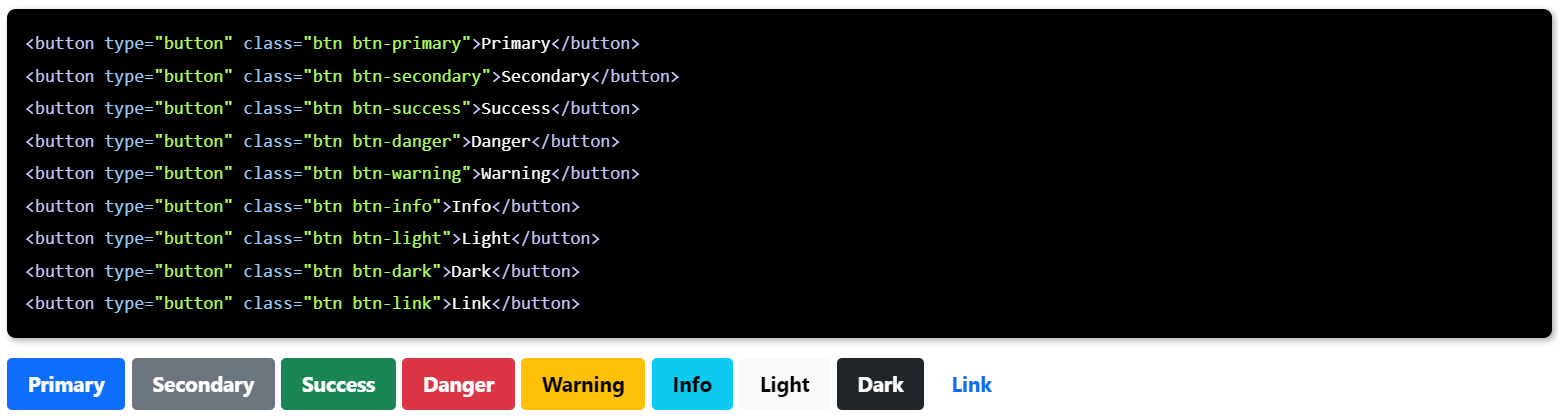 <button type="button" class="btn btn-primary">Primary</button>
<button type="button" class="btn btn-secondary">Secondary</button>
<button type="button" class="btn btn-success">Success</button>
<button type="button" class="btn btn-danger">Danger</button>
<button type="button" class="btn btn-warning">Warning</button>
<button type="button" class="btn btn-info">Info</button>
<button type="button" class="btn btn-light">Light</button>
<button type="button" class="btn btn-dark">Dark</button>
<button type="button" class="btn btn-link">Link</button>
Primary Secondary Success Danger Warning Info Light Dark Link